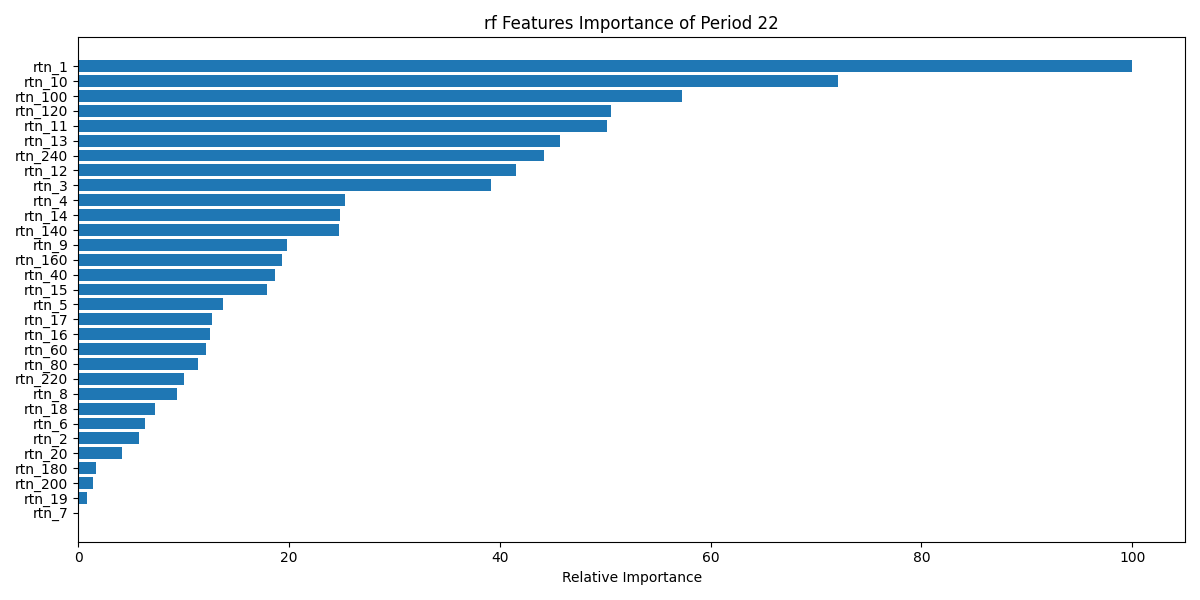 rf Features Importance of Period 22
rtn_1
rtn_10
rtn_100
rtn_120
rtn_11
rtn_13
rtn_240
rtn_12
rtn_3
rtn_4
rtn_14
rtn_140
rtn_9
rtn_160
rtn_40
rtn_15
rtn_5
rtn_17
rtn_16
rtn_60
rtn_80
rtn_220
rtn_8
rtn_18
rtn_6
rtn_2
rtn_20
rtn_180
rtn_200
rtn_19
rtn_7
0 20 40 60 80 100
Relative Importance